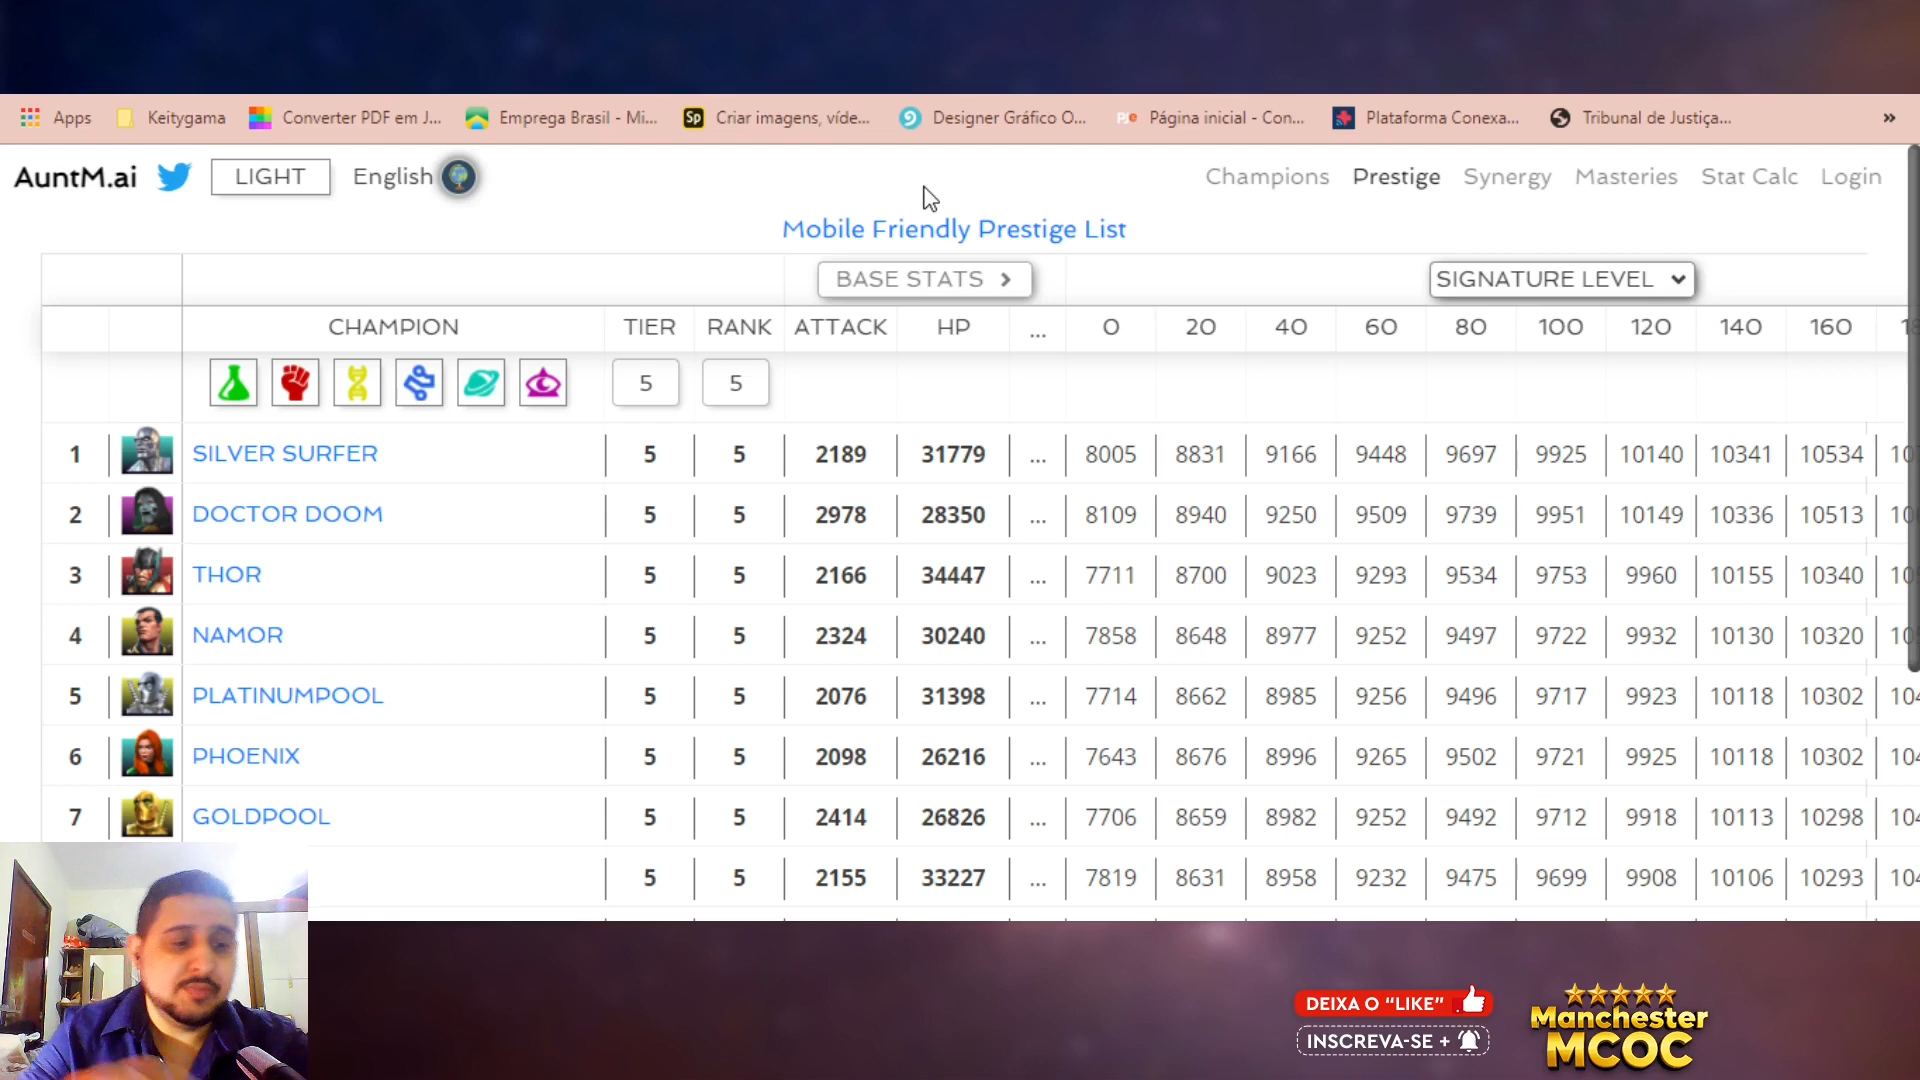 Apps Keitygama Converter PDF em J... Emprega Brasil - Mi... Sp Criar imagens, víde... Designer Gráfico O... PJe Página inicial - Con... Plataforma Conexa... Tribunal de Justiça... »
AuntM.ai LIGHT English Champions Prestige Synergy Masteries Stat Calc Login
Mobile Friendly Prestige List
BASE STATS > SIGNATURE LEVEL
CHAMPION TIER RANK ATTACK HP ... 0 20 40 60 80 100 120 140 160
5 5
1 SILVER SURFER 5 5 2189 31779 ... 8005 8831 9166 9448 9697 9925 10140 10341 10534
2 DOCTOR DOOM 5 5 2978 28350 ... 8109 8940 9250 9509 9739 9951 10149 10336 10513
3 THOR 5 5 2166 34447 ... 7711 8700 9023 9293 9534 9753 9960 10155 10340
4 NAMOR 5 5 2324 30240 ... 7858 8648 8977 9252 9497 9722 9932 10130 10320
5 PLATINUMPOOL 5 5 2076 31398 ... 7714 8662 8985 9256 9496 9717 9923 10118 10302
6 PHOENIX 5 5 2098 26216 ... 7643 8676 8996 9265 9502 9721 9925 10118 10302
7 GOLDPOOL 5 5 2414 26826 ... 7706 8659 8982 9252 9492 9712 9918 10113 10298
5 5 2155 33227 ... 7819 8631 8958 9232 9475 9699 9908 10106 10293
DEIXA O “LIKE”
INSCREVA-SE +
Manchester
MCOC